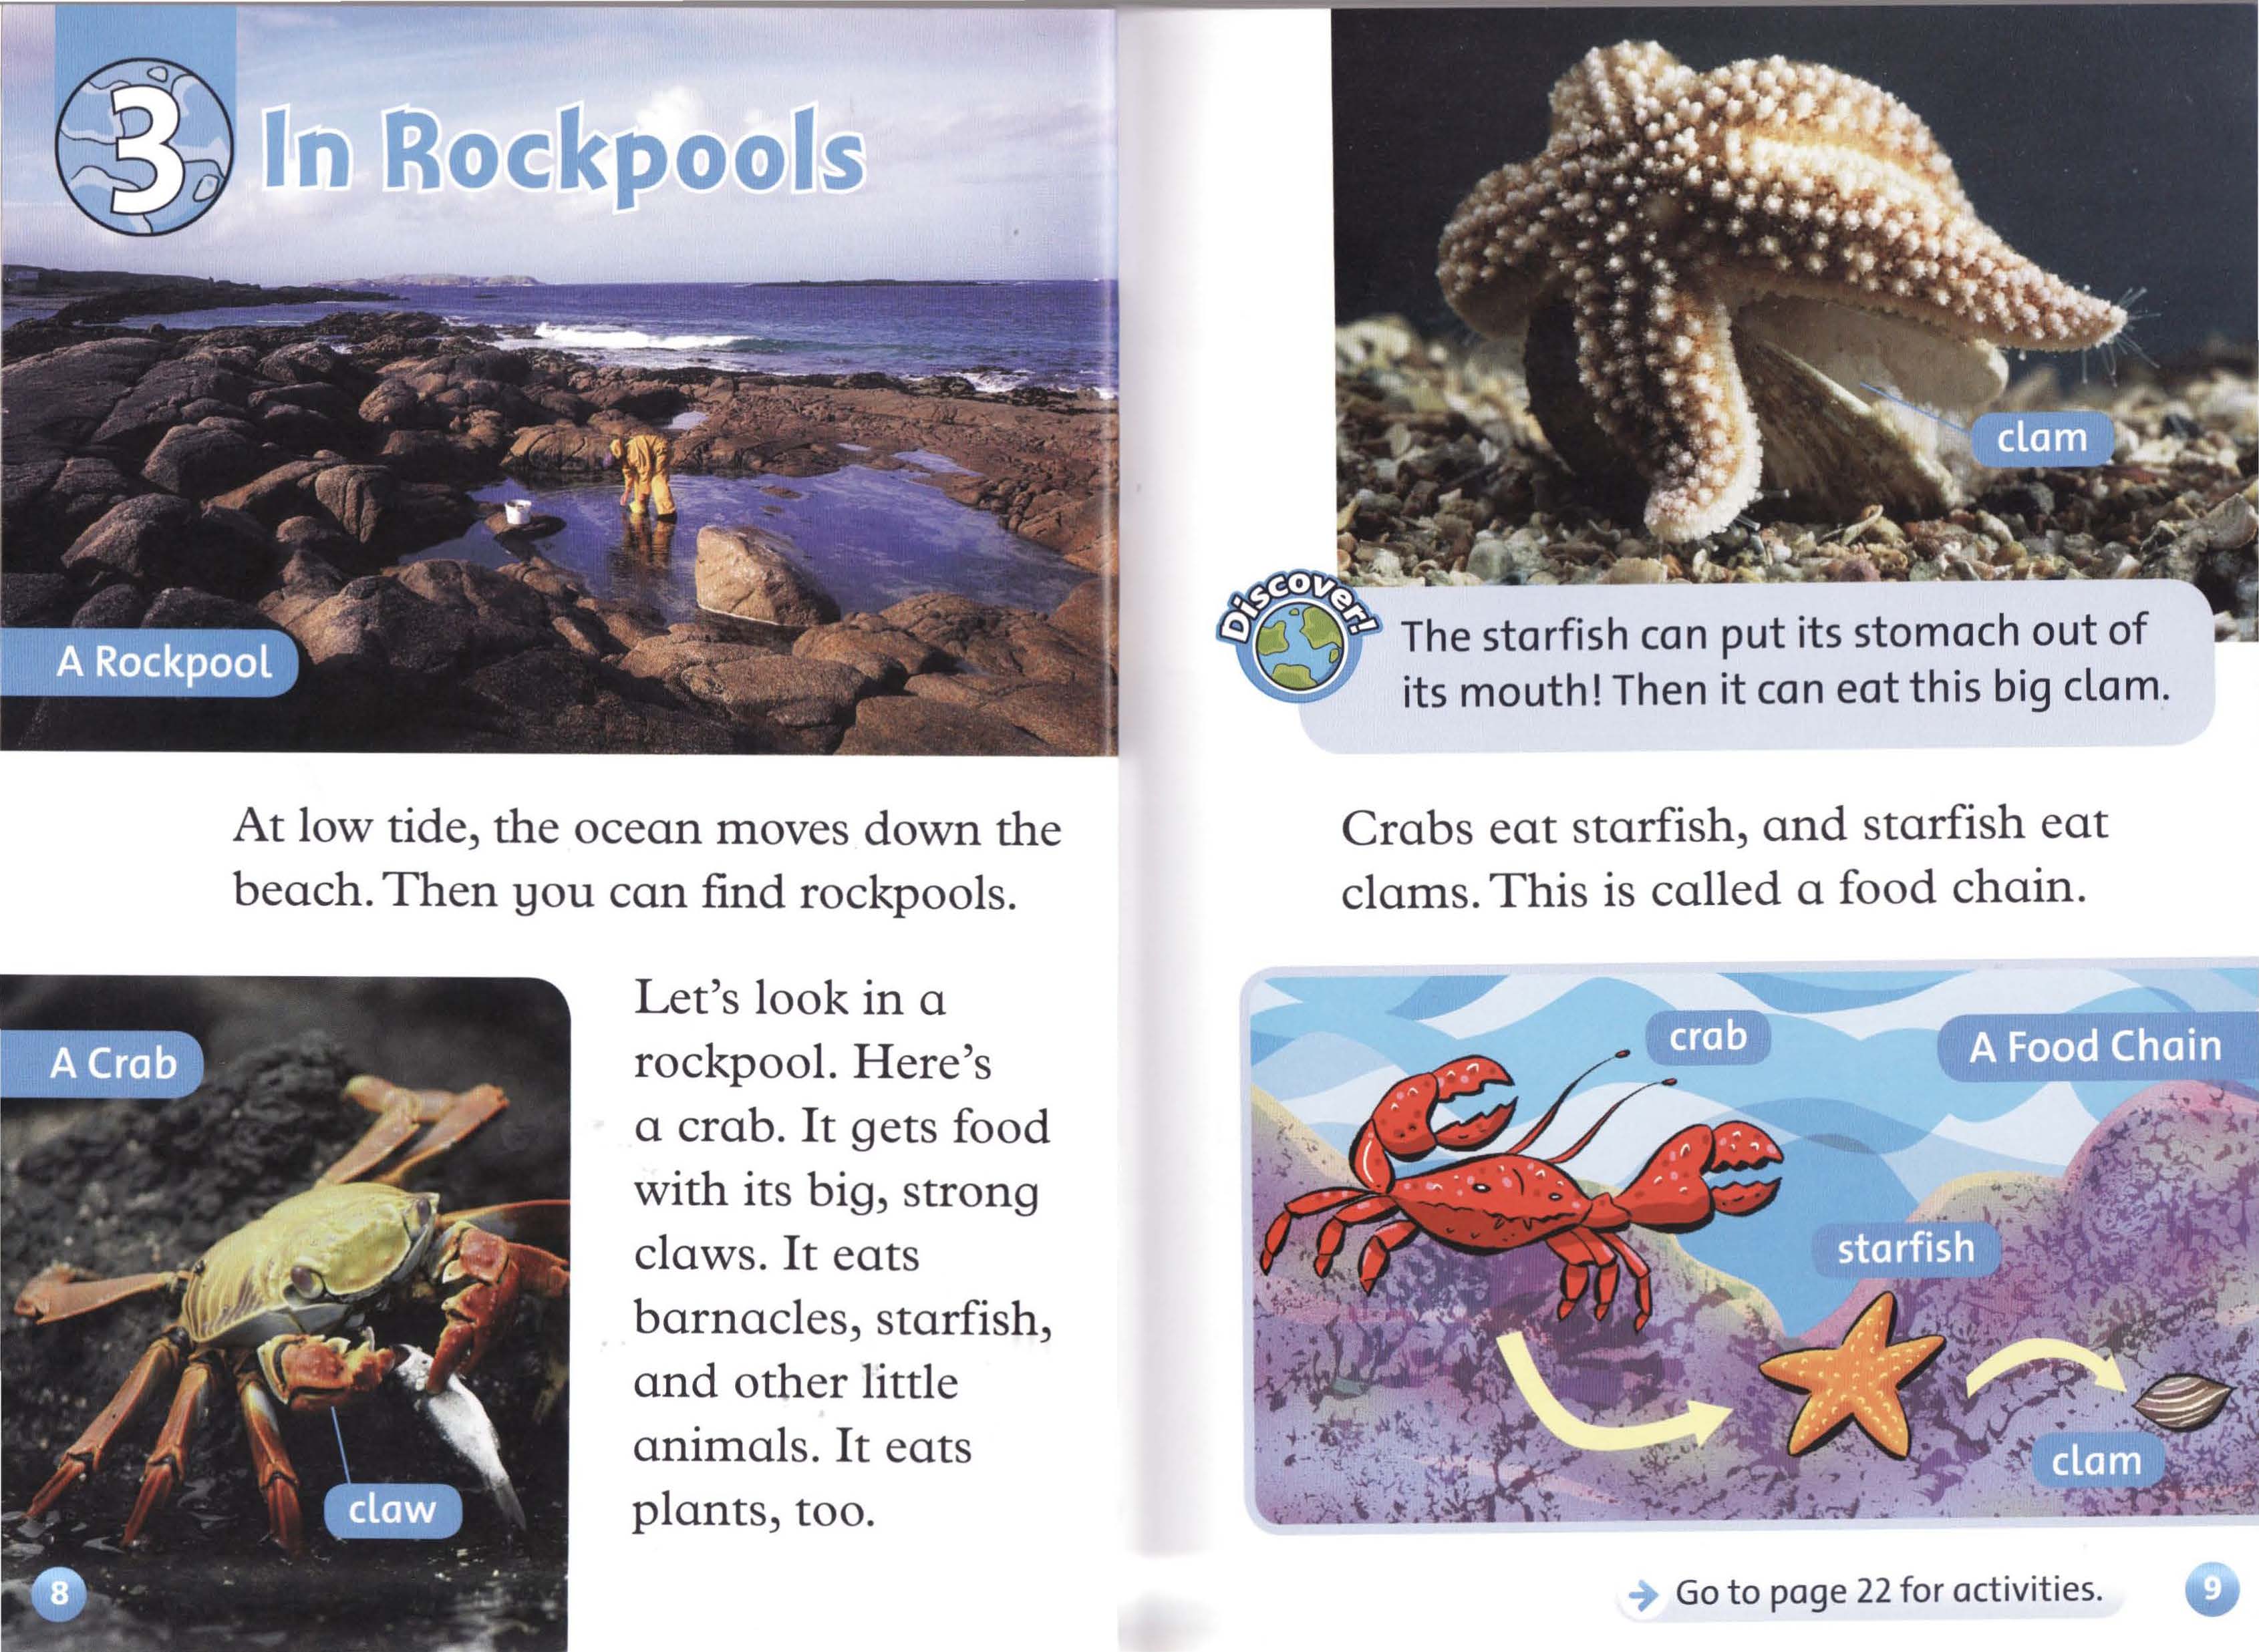 3
In Rockpools
A Rockpool
At low tide, the ocean moves down the
beach. Then you can find rockpools.
A Crab
claw
Let's look in a
rockpool. Here's
a crab. It gets food
with its big, strong
claws. It eats
barnacles, starfish,
and other little
animals. It eats
plants, too.
8
clam
Discover!
The starfish can put its stomach out of
its mouth! Then it can eat this big clam.
Crabs eat starfish, and starfish eat
clams. This is called a food chain.
A Food Chain
crab
starfish
clam
Go to page 22 for activities.
9